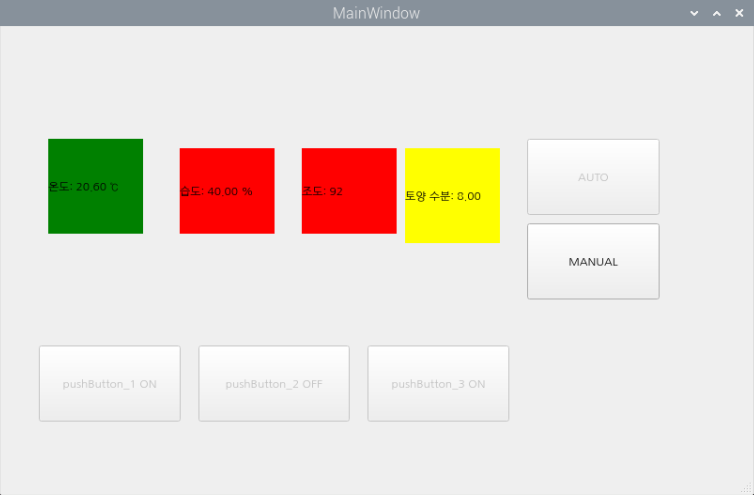 MainWindow
온도: 20.60 ℃
습도: 40.00 %
조도: 92
토양 수분: 8.00
AUTO
MANUAL
pushButton_1 ON
pushButton_2 OFF
pushButton_3 ON